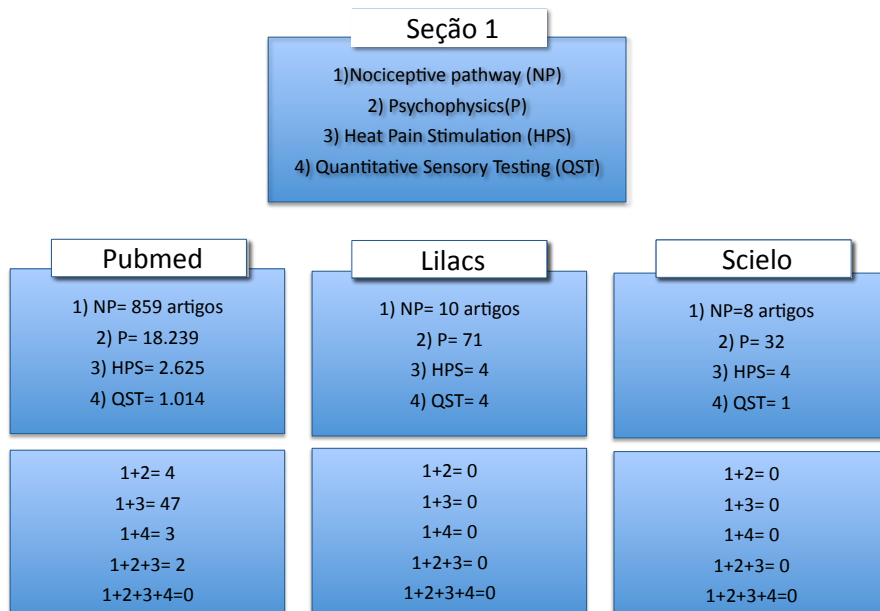 Seção 1
1)Nociceptive pathway (NP)
2) Psychophysics(P)
3) Heat Pain Stimulation (HPS)
4) Quantitative Sensory Testing (QST)
Pubmed
1) NP= 859 artigos
2) P= 18.239
3) HPS= 2.625
4) QST= 1.014
1+2= 4
1+3= 47
1+4= 3
1+2+3= 2
1+2+3+4=0
Lilacs
1) NP= 10 artigos
2) P= 71
3) HPS= 4
4) QST= 4
1+2= 0
1+3= 0
1+4= 0
1+2+3= 0
1+2+3+4=0
Scielo
1) NP=8 artigos
2) P= 32
3) HPS= 4
4) QST= 1
1+2= 0
1+3= 0
1+4= 0
1+2+3= 0
1+2+3+4=0